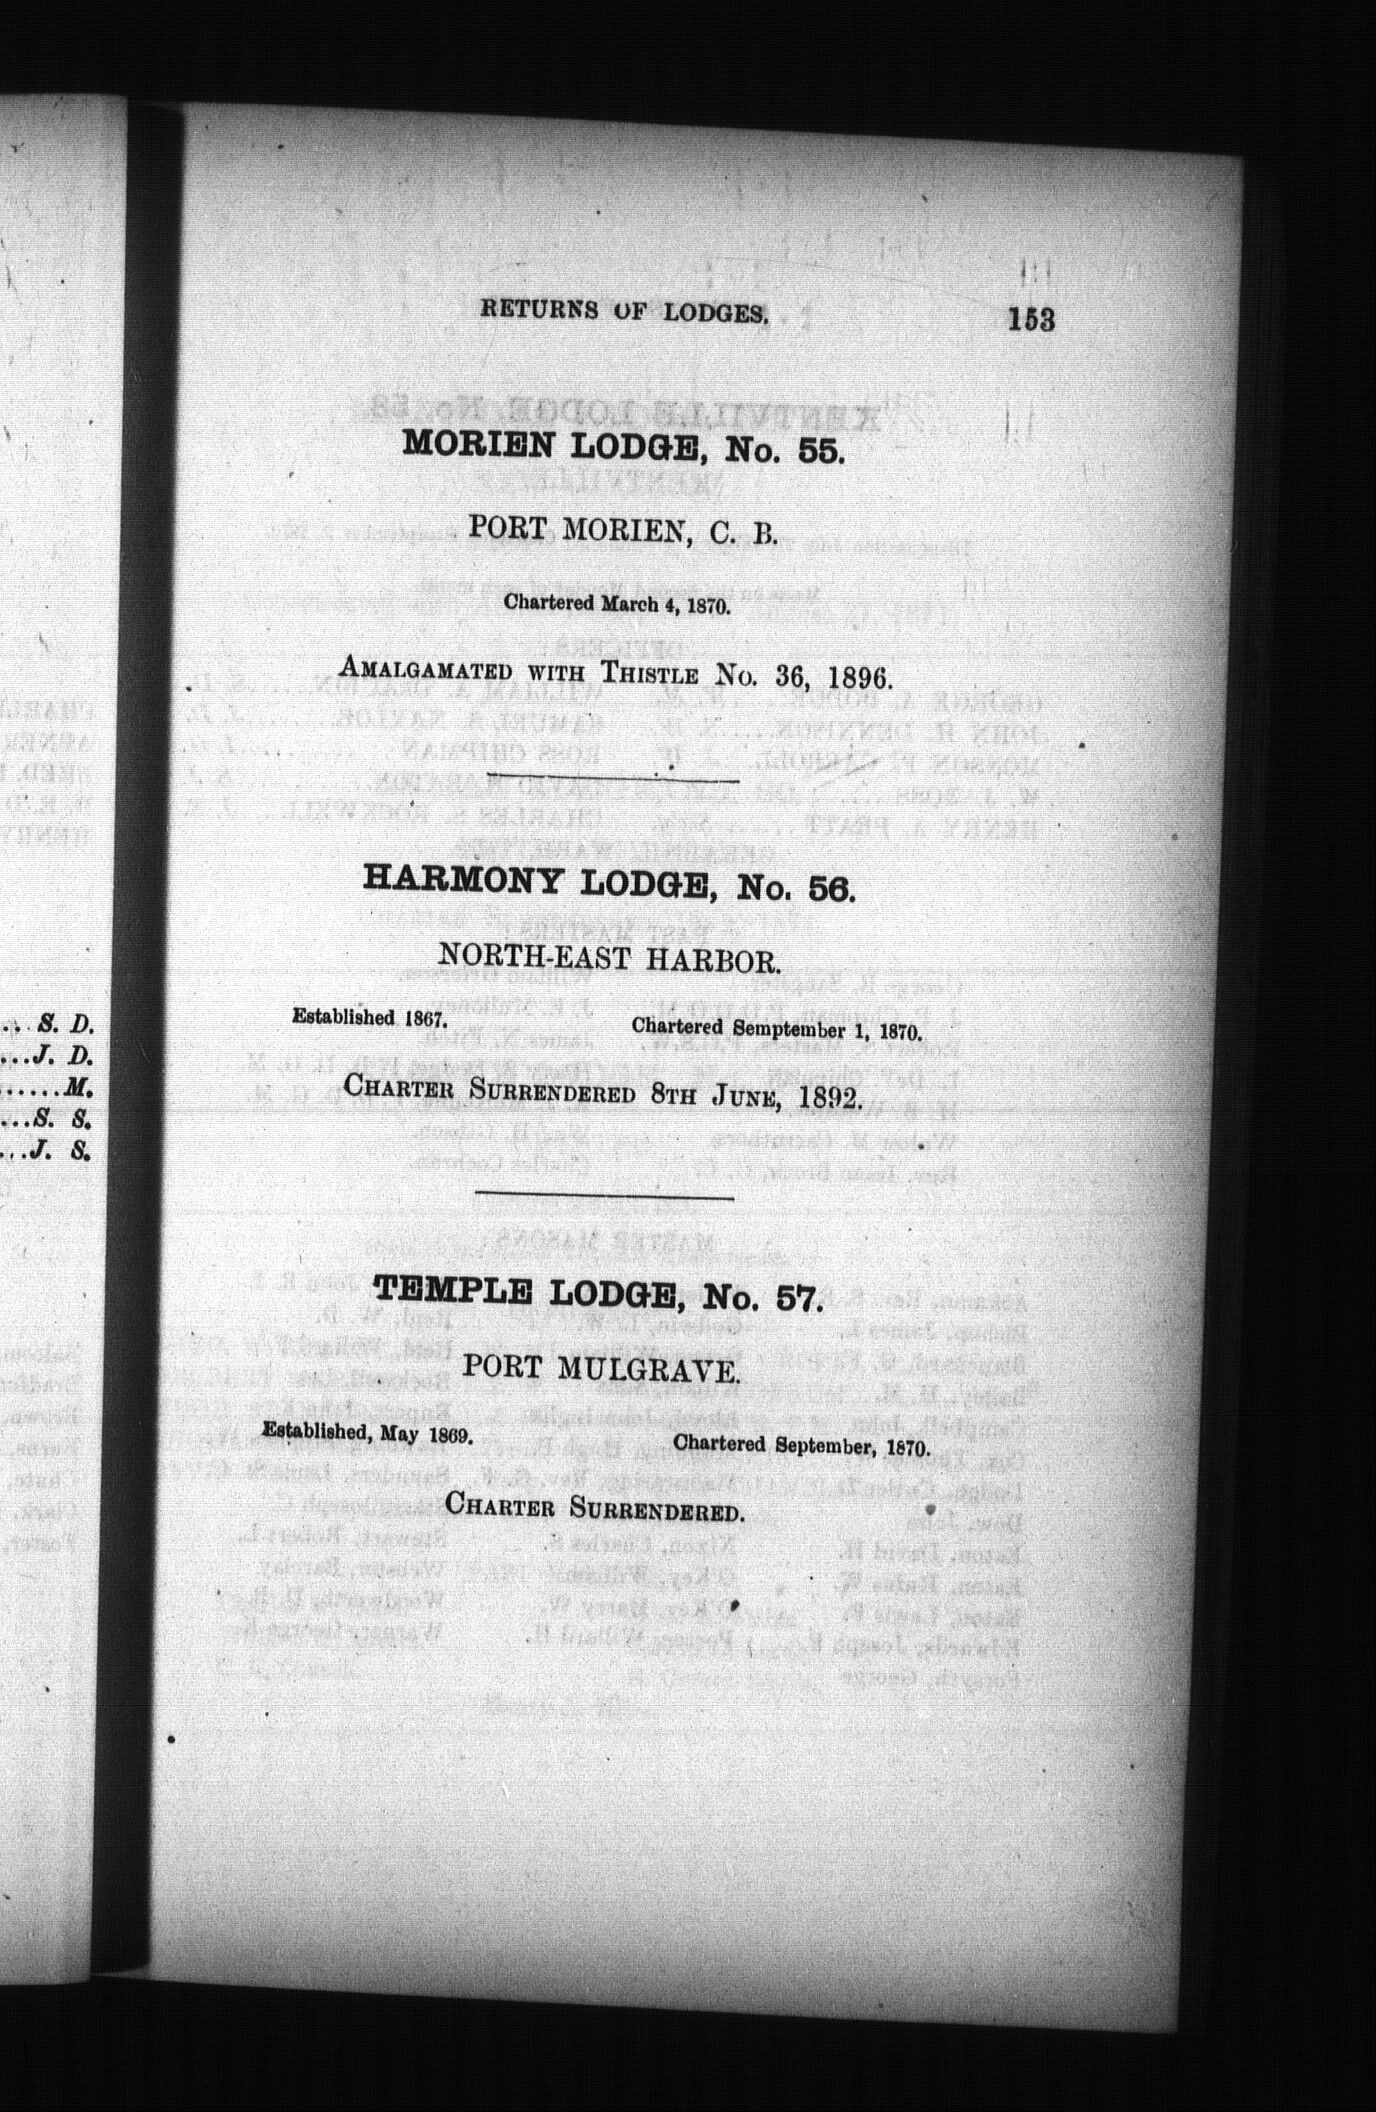 RETURNS OF LODGES. 153
MORIEN LODGE, No. 55.
PORT MORIEN, C. B.
Chartered March 4, 1870.
AMALGAMATED WITH THISTLE No. 36, 1896.
HARMONY LODGE, No. 56.
NORTH-EAST HARBOR.
Established 1867. Chartered Semptember 1, 1870.
CHARTER SURRENDERED 8TH JUNE, 1892.
TEMPLE LODGE, No. 57.
PORT MULGRAVE.
Established, May 1869. Chartered September, 1870.
CHARTER SURRENDERED.
... S. D.
...J. D.
......M.
...S. S.
...J. S.